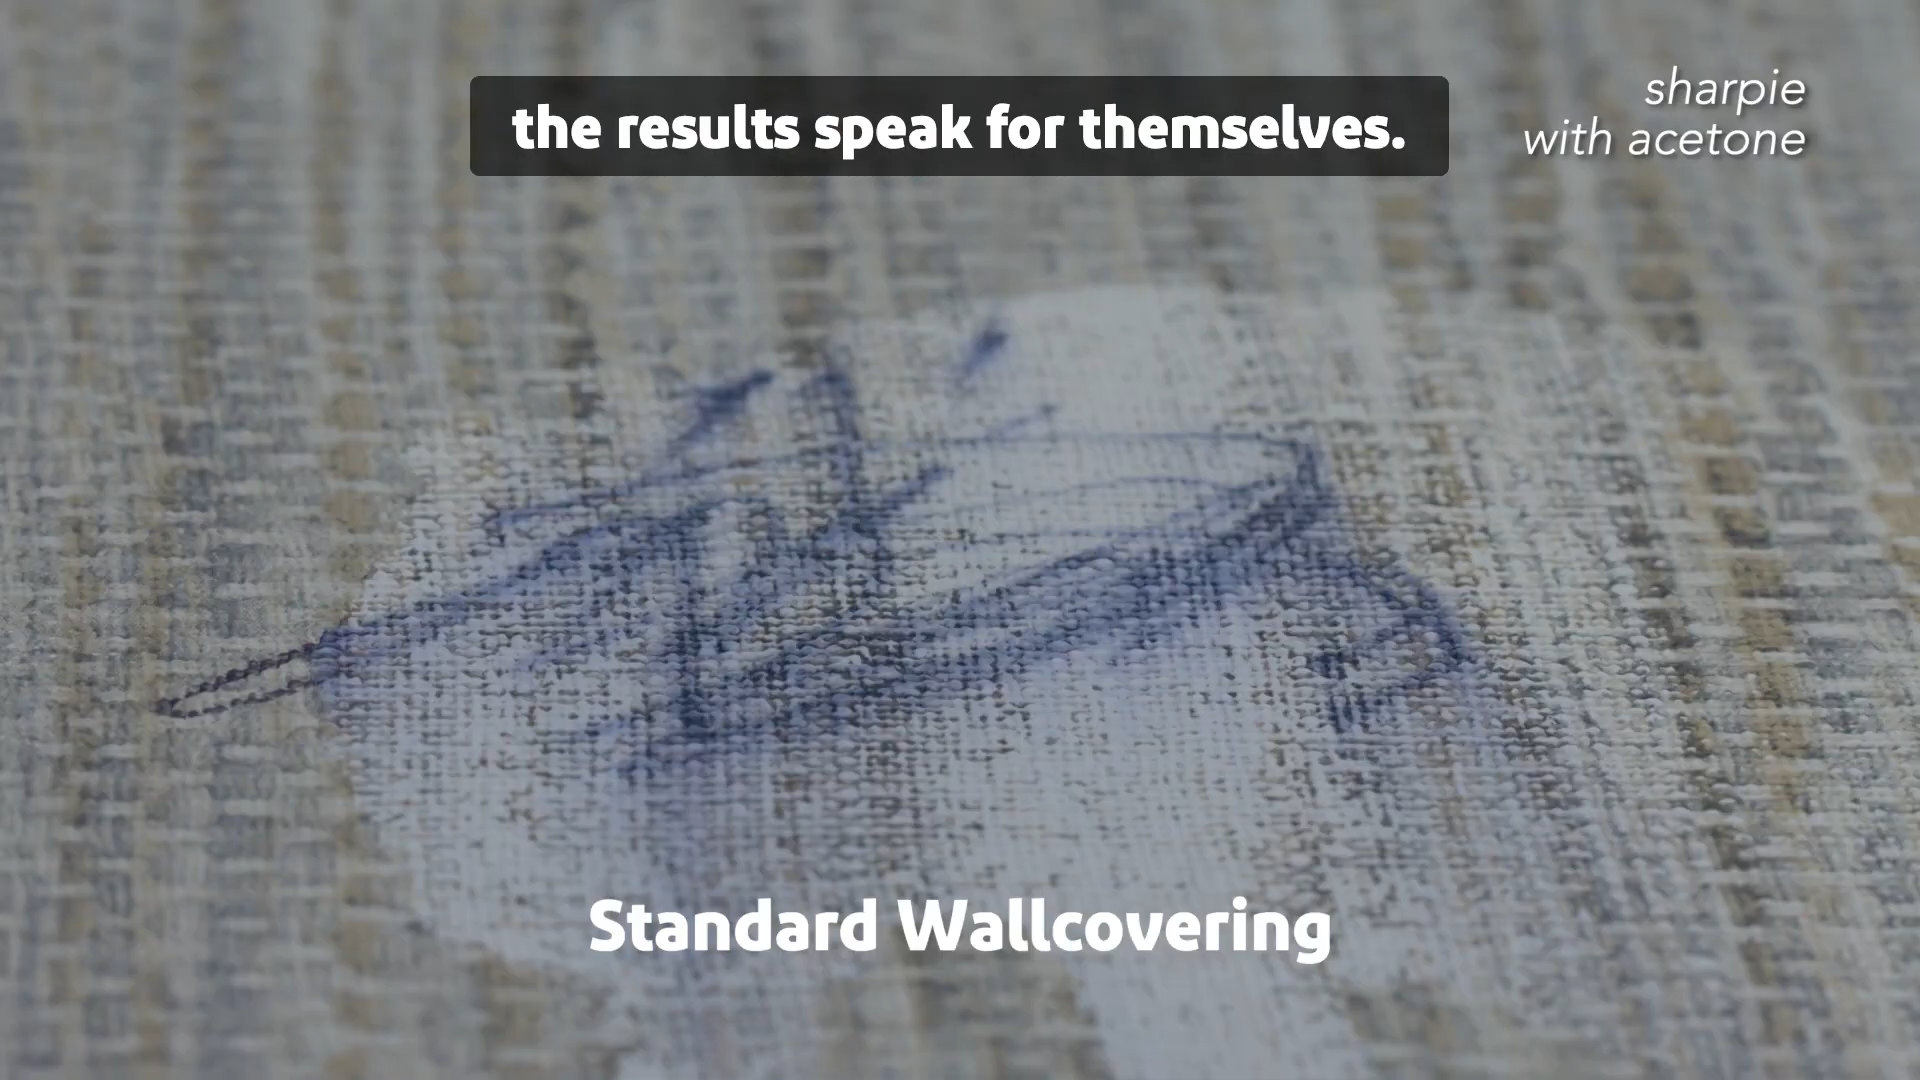 the results speak for themselves.
sharpie
with acetone
Standard Wallcovering